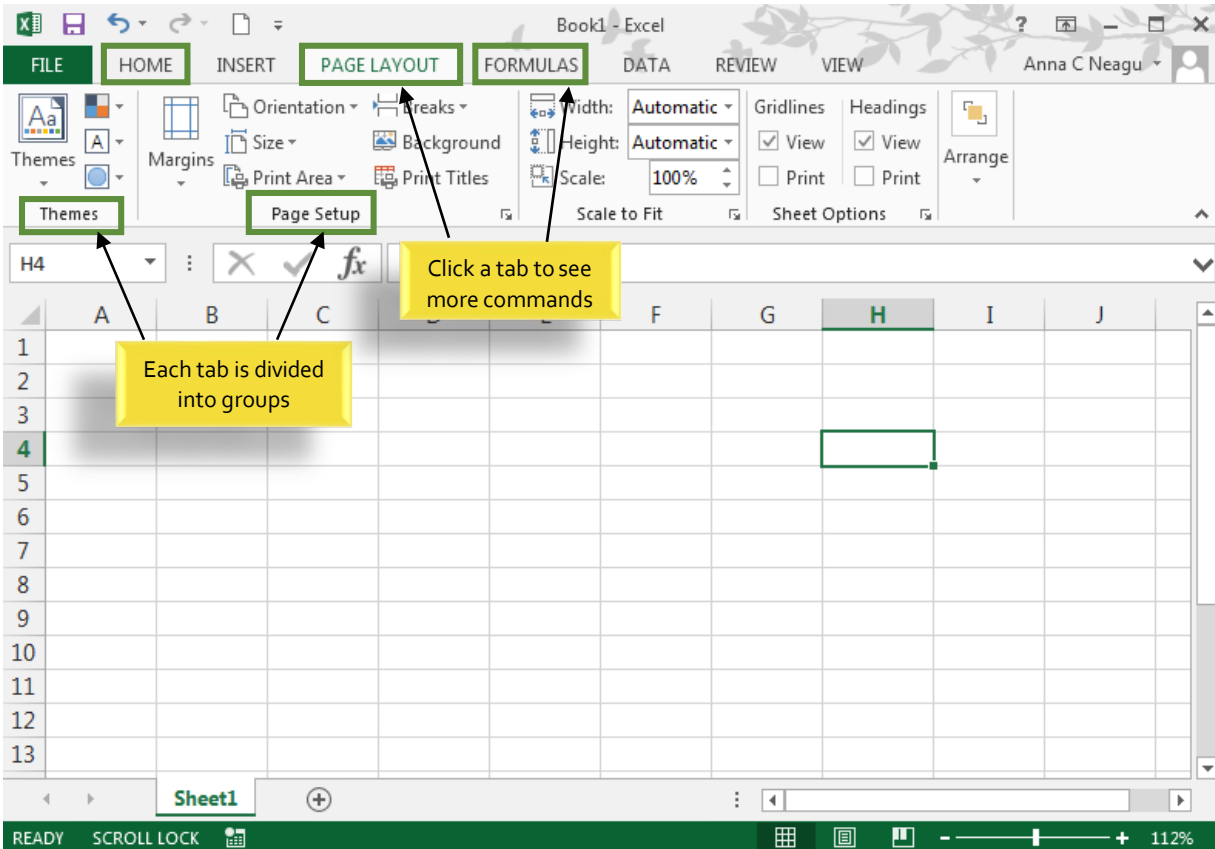 Book1 - Excel
?
FILE HOME INSERT PAGE LAYOUT FORMULAS DATA REVIEW VIEW Anna C Neagu
Aa Orientation Breaks Width: Automatic Gridlines Headings
A Size Background Height: Automatic View View
Themes Margins Print Area Print Titles Scale: 100% Print Print Arrange
Themes Page Setup Scale to Fit Sheet Options
H4 fx
Click a tab to see
more commands
A B C F G H I J
1
Each tab is divided
into groups
2
3
4
5
6
7
8
9
10
11
12
13
Sheet1
READY SCROLL LOCK 112%